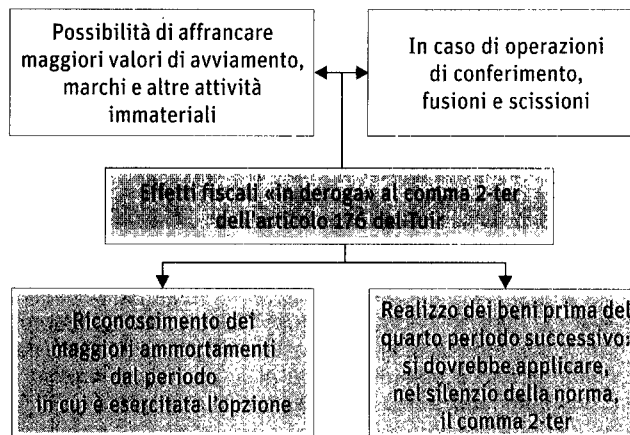 Possibilità di affrancare
maggiori valori di avviamento,
marchi e altre attività
immateriali
In caso di operazioni
di conferimento,
fusioni e scissioni
Effetti fiscali «in deroga» al comma 2-ter
dell'articolo 176 del Tuir
Riconoscimento dei
maggiori ammortamenti
dal periodo
in cui è esercitata l'opzione
Realizzo dei beni prima del
quarto periodo successivo:
si dovrebbe applicare,
nel silenzio della norma,
il comma 2-ter